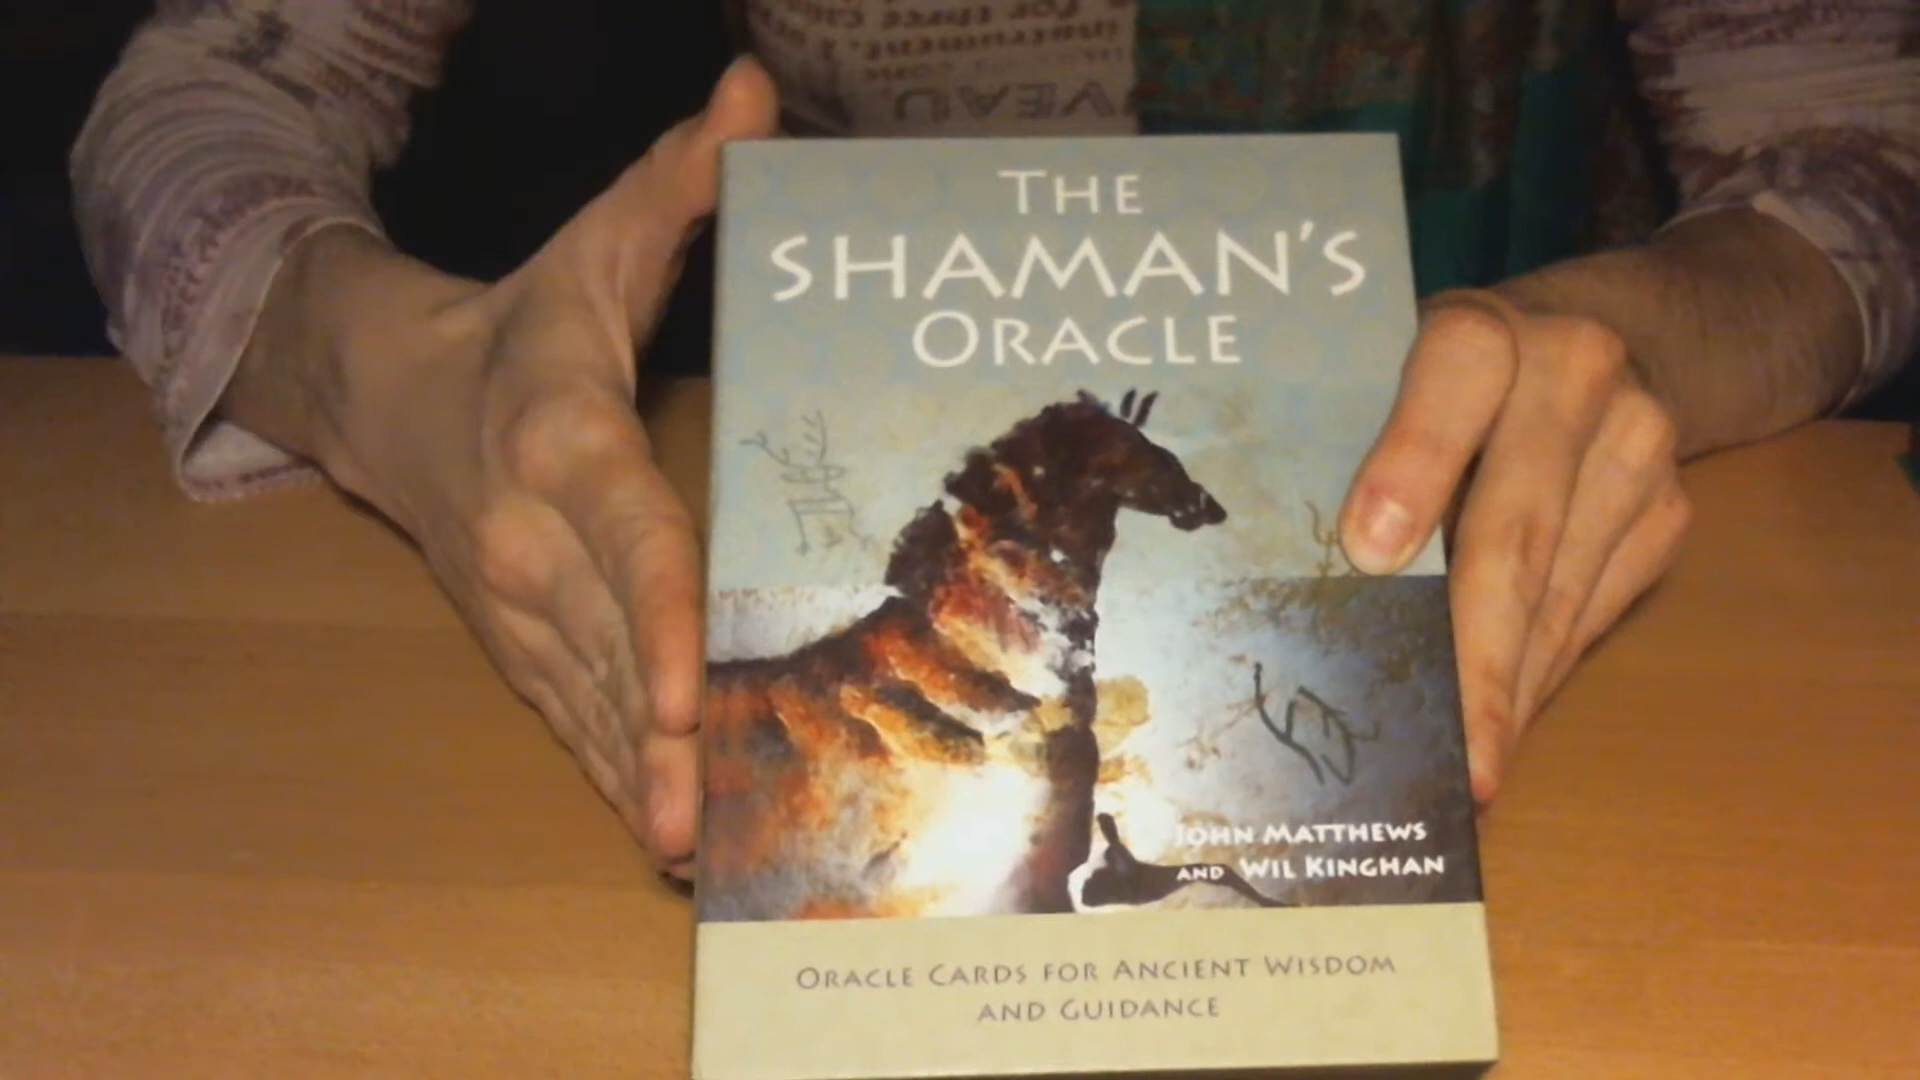 THE
SHAMAN'S
ORACLE
JOHN MATTHEWS
AND WIL KINGHAN
ORACLE CARDS FOR ANCIENT WISDOM
AND GUIDANCE